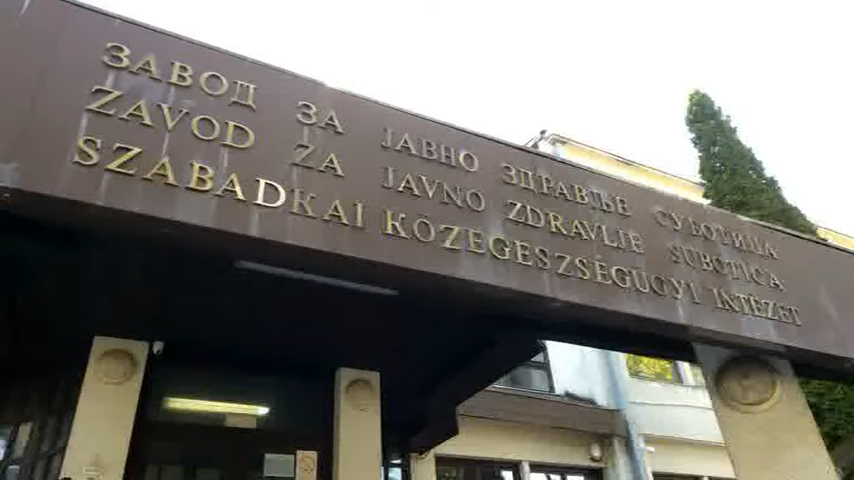 ЗАВОД ЗА ЈАВНО ЗДРАВЉЕ СУБОТИЦА
ZAVOD ZA JAVNO ZDRAVLJE SUBOTICA
SZABADKAI KÖZEGÉSZSÉGÜGYI INTÉZET